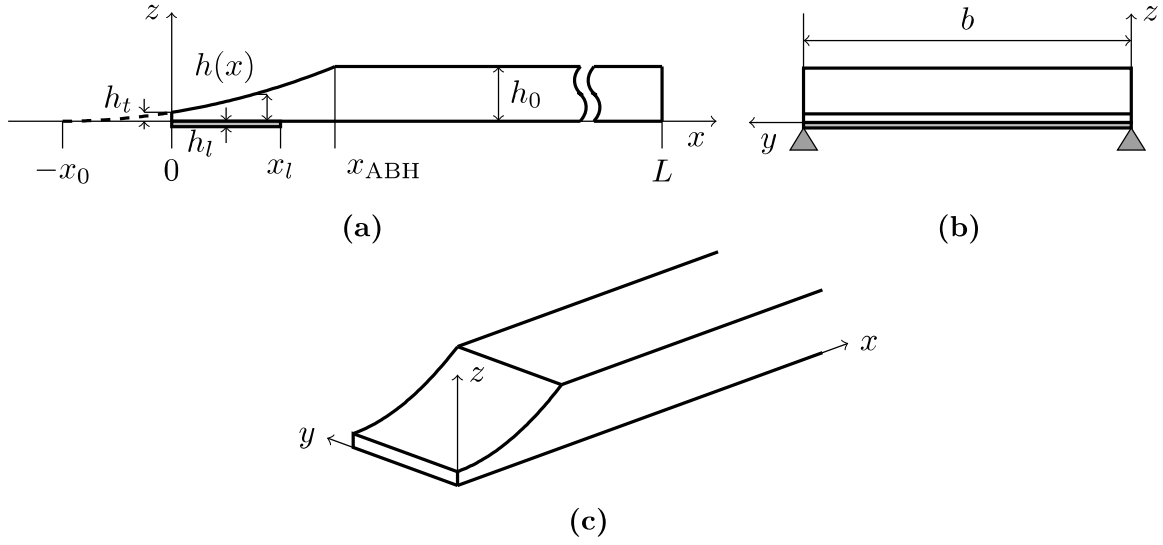 z
h(x)
h_t
h_0
h_l
x
−x_0
0
x_l
x_ABH
L
(a)
b
z
y
(b)
x
z
y
(c)